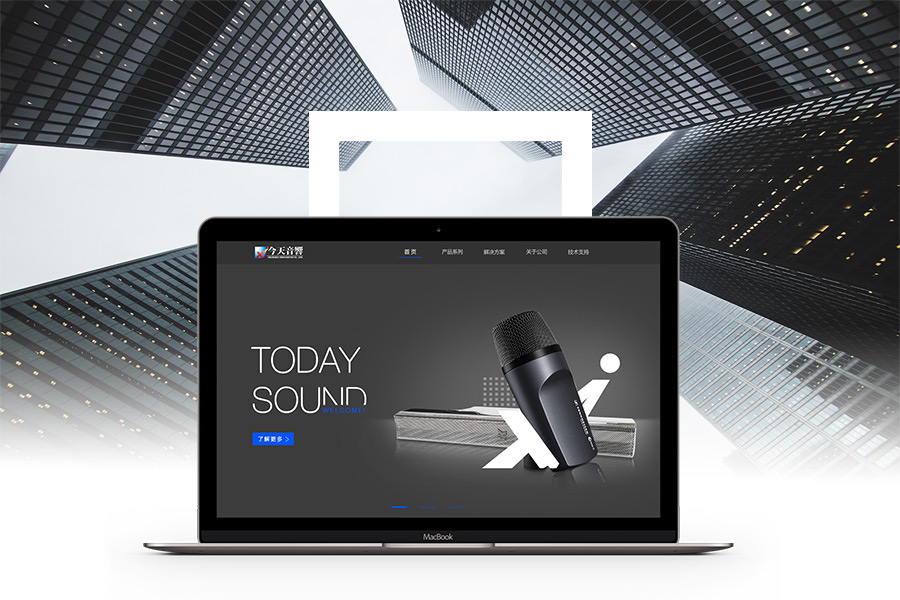 今天音響
首 页
产品系列
解决方案
关于公司
技术支持
TODAY
SOUND
WELCOME!
了解更多 >
MacBook